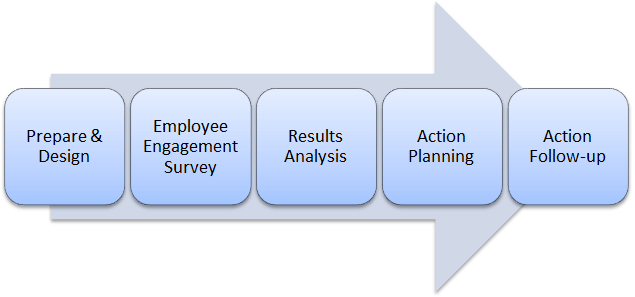 Prepare &
Design
Employee
Engagement
Survey
Results
Analysis
Action
Planning
Action
Follow-up